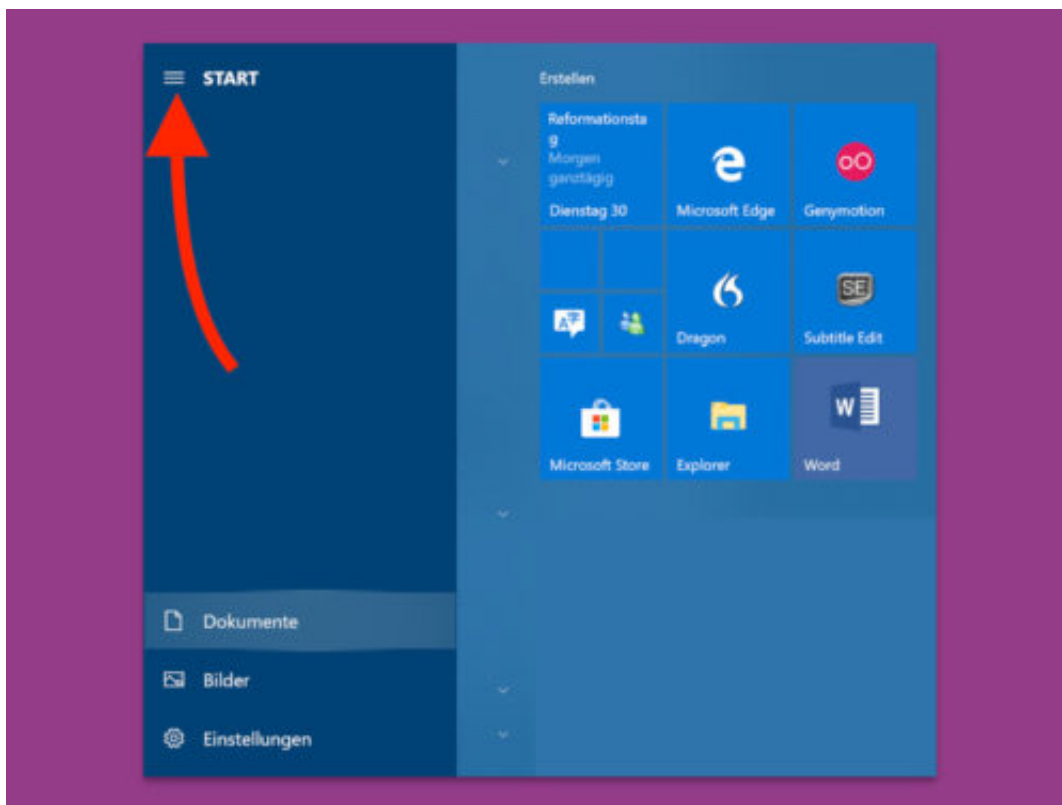 START
Dokumente
Bilder
Einstellungen
Erstellen
Reformationsta
g
Morgen
ganztägig
Dienstag 30
Microsoft Edge
Genymotion
Dragon
SE
Subtitle Edit
Microsoft Store
Explorer
W
Word